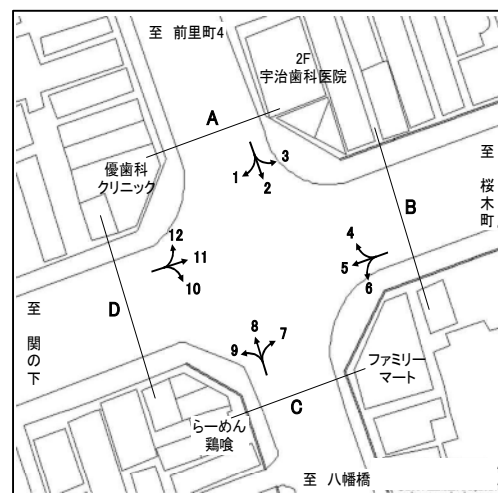 至 前里町4
2F
宇治歯科医院
A
優歯科
クリニック
3
1
2
至
桜
木
町
B
4
5
6
12
11
10
D
至
関
の
下
8
7
9
ファミリー
マート
C
らーめん
鶏喰
至 八幡橋